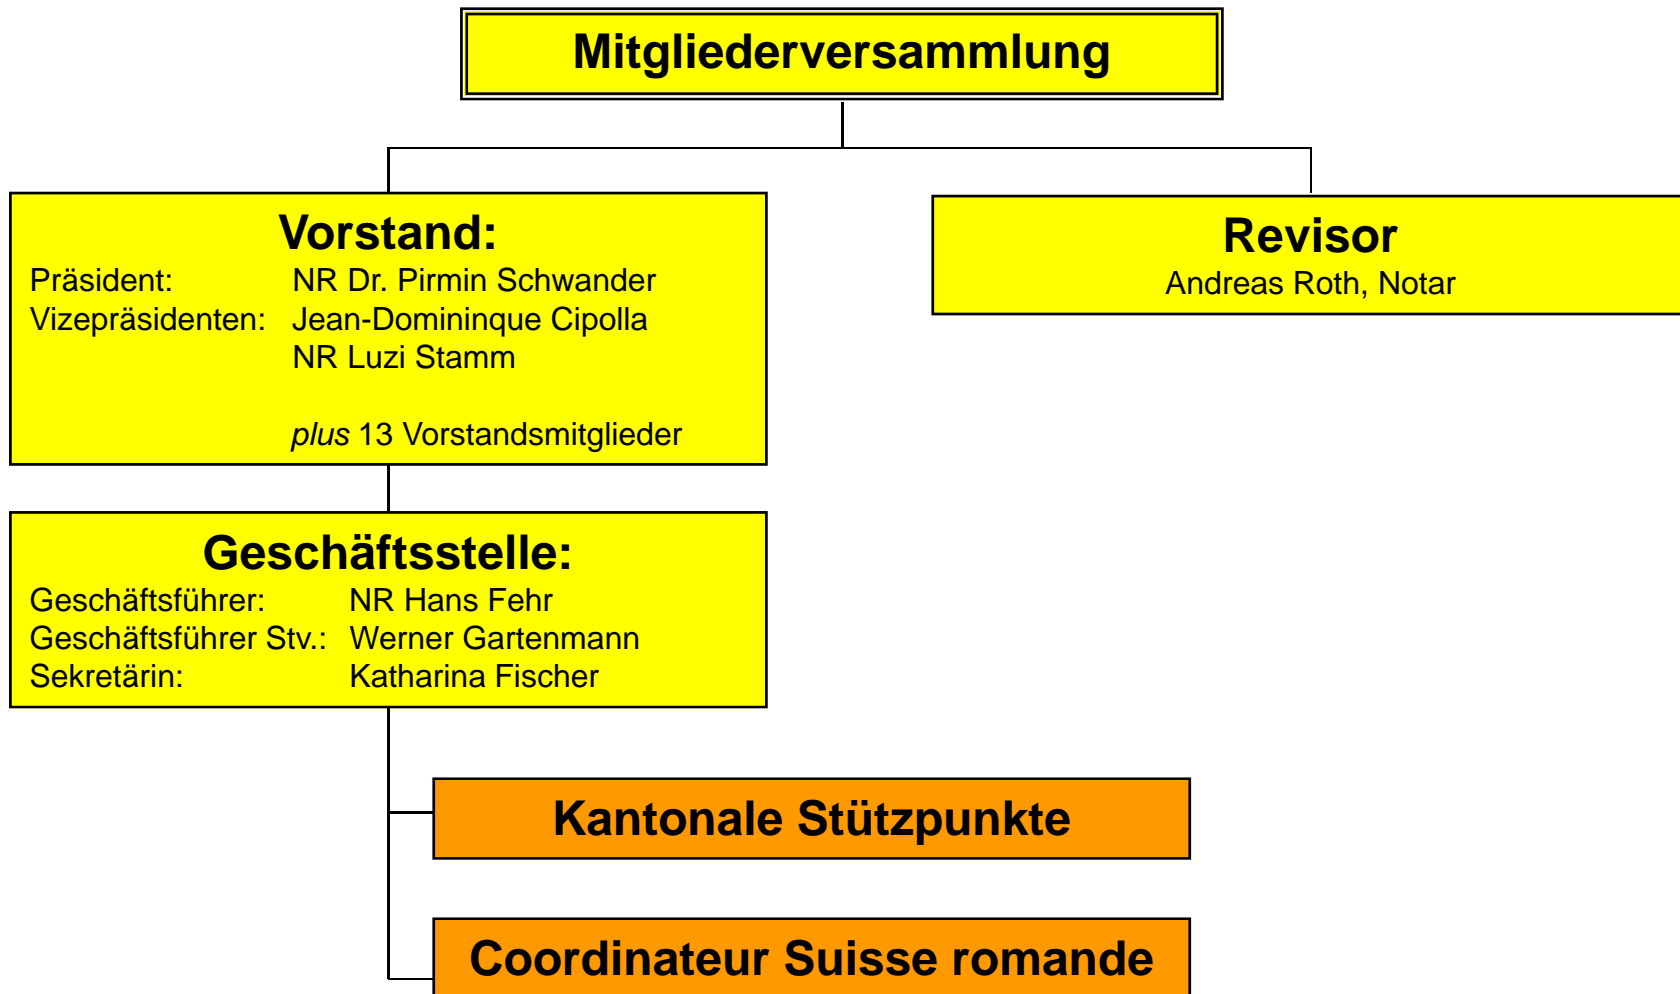 Mitgliederversammlung
Vorstand:
Präsident: NR Dr. Pirmin Schwander
Vizepräsidenten: Jean-Domininque Cipolla
NR Luzi Stamm
plus 13 Vorstandsmitglieder
Revisor
Andreas Roth, Notar
Geschäftsstelle:
Geschäftsführer: NR Hans Fehr
Geschäftsführer Stv.: Werner Gartenmann
Sekretärin: Katharina Fischer
Kantonale Stützpunkte
Coordinateur Suisse romande